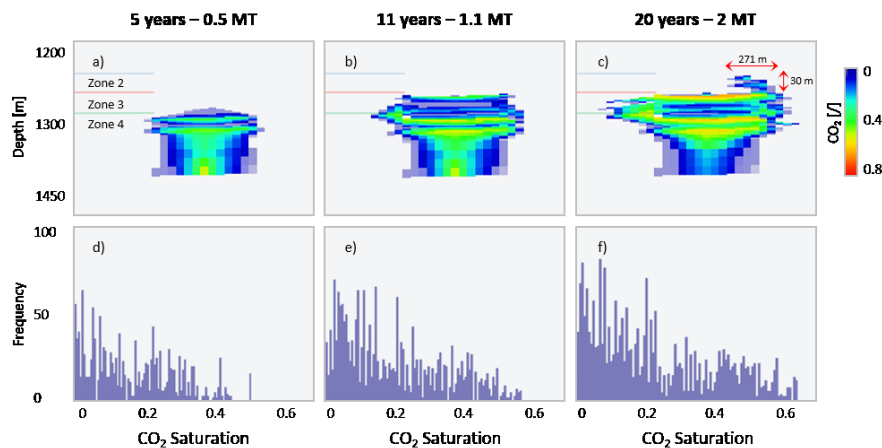 5 years – 0.5 MT
11 years – 1.1 MT
20 years – 2 MT
1200
1300
1450
Depth [m]
a)
Zone 2
Zone 3
Zone 4
b)
c)
271 m
30 m
0
0.4
0.8
CO₂ [/]
100
50
0
Frequency
d)
e)
f)
0 0.2 0.4 0.6
0 0.2 0.4 0.6
0 0.2 0.4 0.6
CO₂ Saturation
CO₂ Saturation
CO₂ Saturation